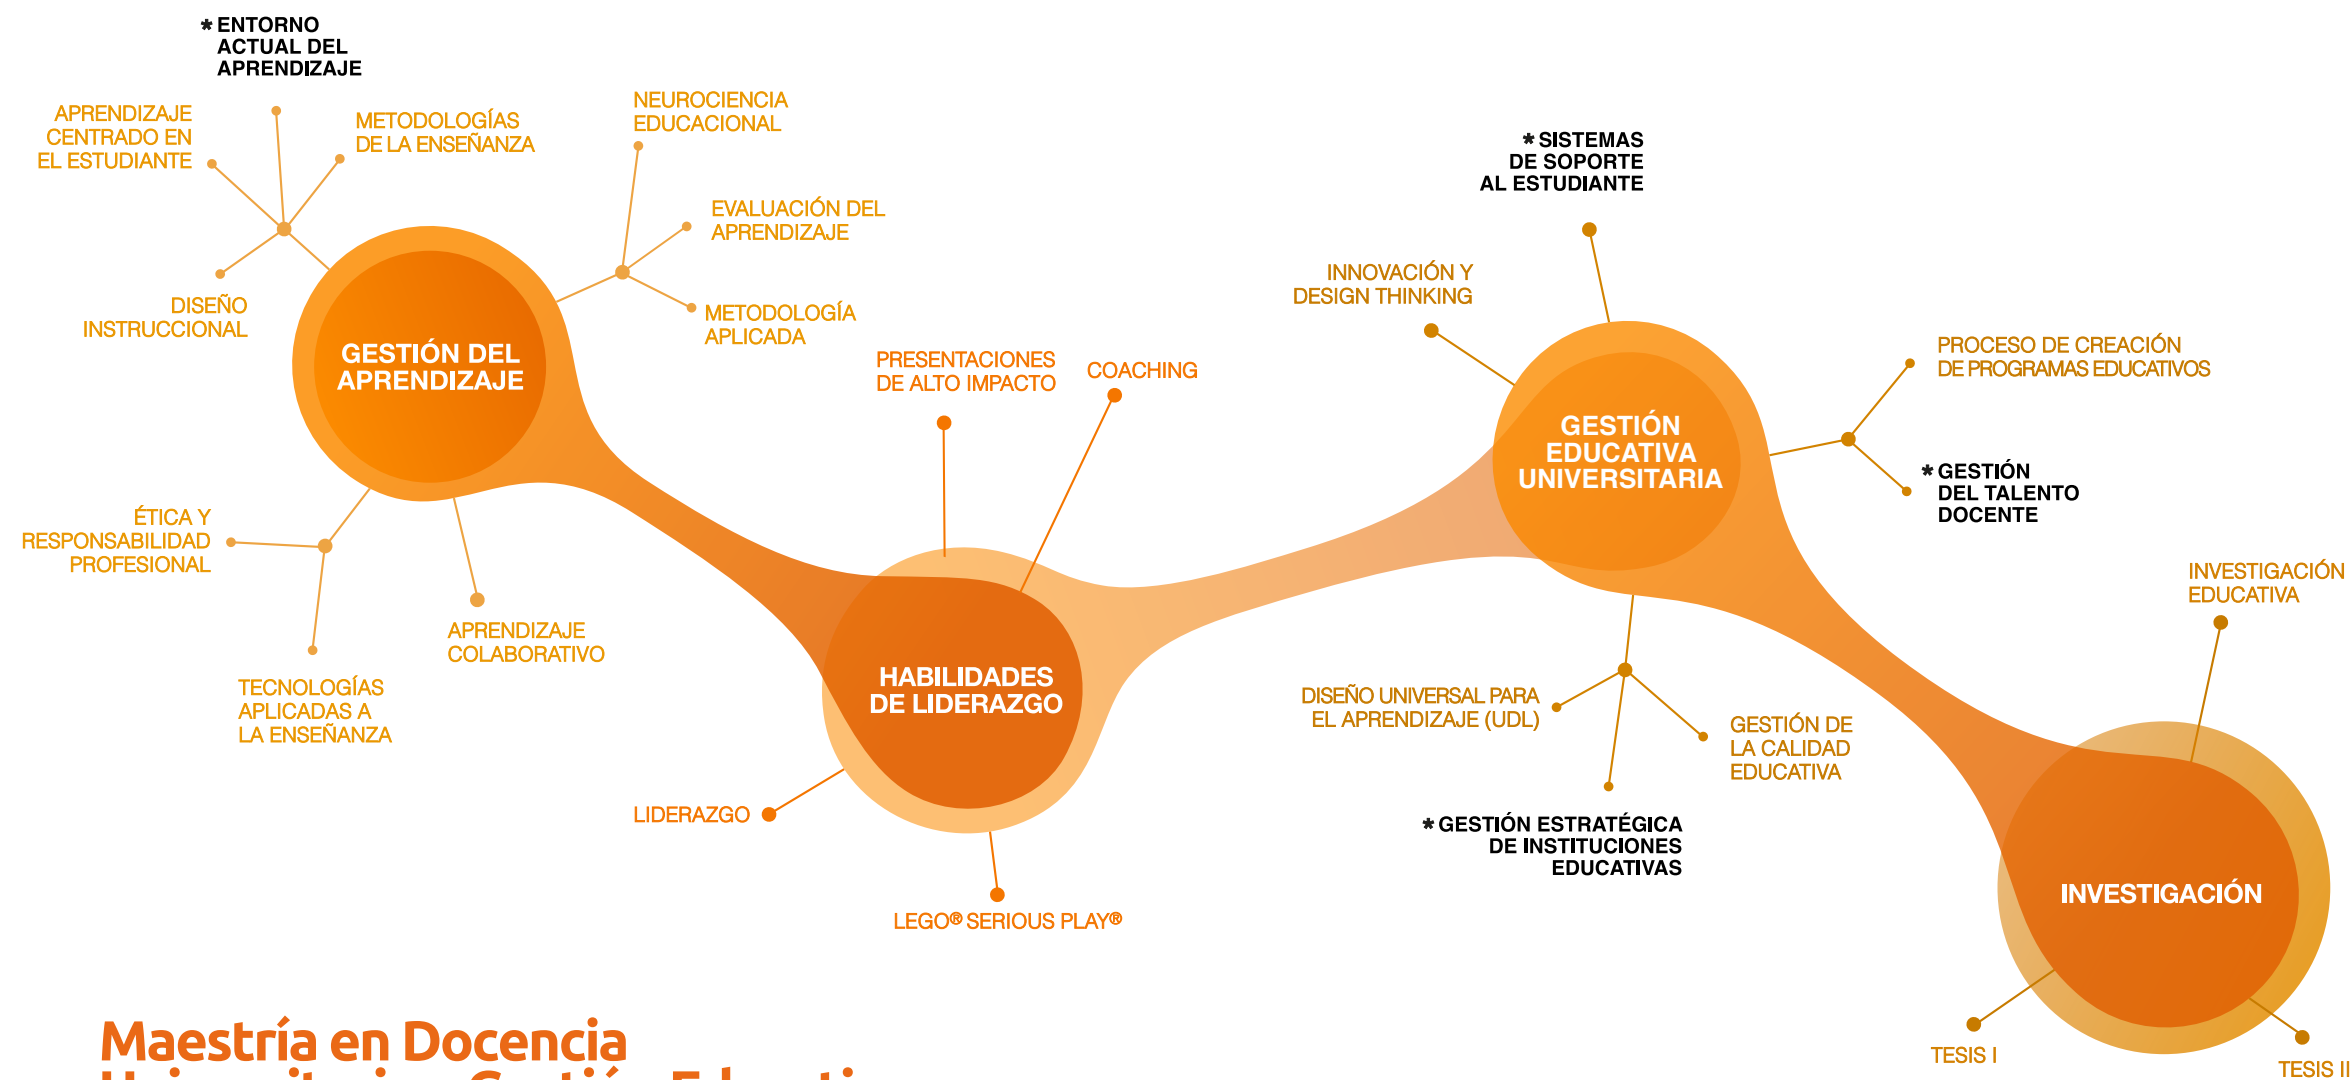 * ENTORNO
ACTUAL DEL
APRENDIZAJE
APRENDIZAJE
CENTRADO EN
EL ESTUDIANTE
METODOLOGÍAS
DE LA ENSEÑANZA
DISEÑO
INSTRUCCIONAL
NEUROCIENCIA
EDUCACIONAL
EVALUACIÓN DEL
APRENDIZAJE
METODOLOGÍA
APLICADA
GESTIÓN DEL
APRENDIZAJE
ÉTICA Y
RESPONSABILIDAD
PROFESIONAL
TECNOLOGÍAS
APLICADAS A
LA ENSEÑANZA
APRENDIZAJE
COLABORATIVO
PRESENTACIONES
DE ALTO IMPACTO
COACHING
HABILIDADES
DE LIDERAZGO
LIDERAZGO
LEGO® SERIOUS PLAY®
* SISTEMAS
DE SOPORTE
AL ESTUDIANTE
INNOVACIÓN Y
DESIGN THINKING
GESTIÓN
EDUCATIVA
UNIVERSITARIA
PROCESO DE CREACIÓN
DE PROGRAMAS EDUCATIVOS
* GESTIÓN
DEL TALENTO
DOCENTE
DISEÑO UNIVERSAL PARA
EL APRENDIZAJE (UDL)
GESTIÓN DE
LA CALIDAD
EDUCATIVA
* GESTIÓN ESTRATÉGICA
DE INSTITUCIONES
EDUCATIVAS
INVESTIGACIÓN
EDUCATIVA
INVESTIGACIÓN
TESIS I
TESIS II
Maestría en Docencia